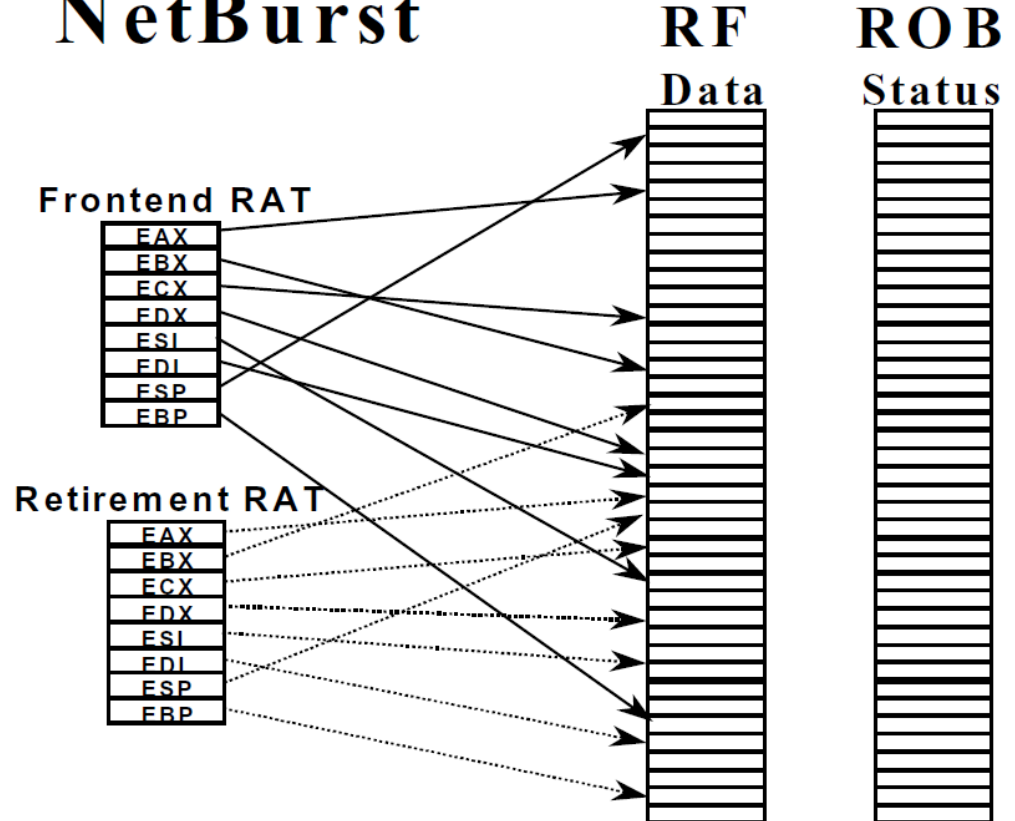 NetBurst
RF
ROB
Data
Status
Frontend RAT
EAX
EBX
ECX
EDX
ESI
EDI
ESP
EBP
Retirement RAT
EAX
EBX
ECX
EDX
ESI
EDI
ESP
EBP